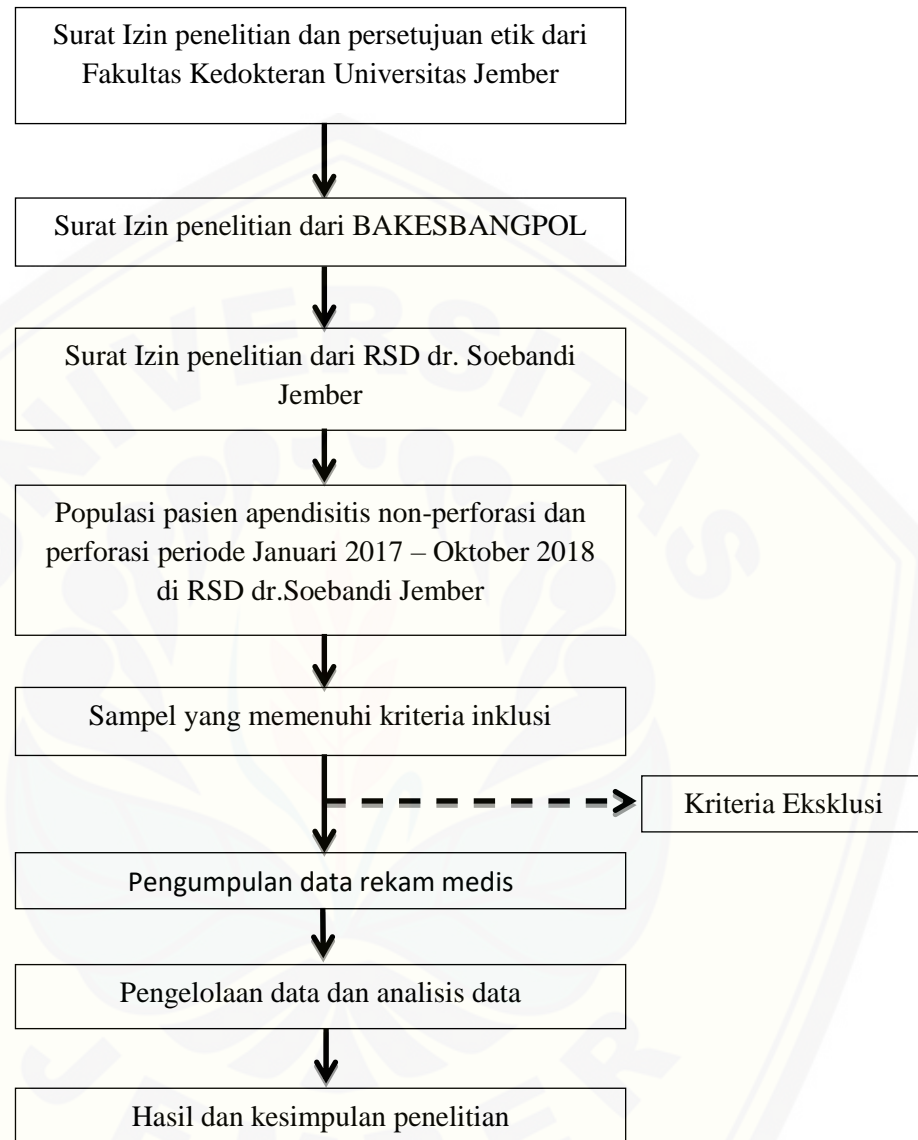 Surat Izin penelitian dan persetujuan etik dari
Fakultas Kedokteran Universitas Jember
Surat Izin penelitian dari BAKESBANGPOL
Surat Izin penelitian dari RSD dr. Soebandi
Jember
Populasi pasien apendisitis non-perforasi dan
perforasi periode Januari 2017 – Oktober 2018
di RSD dr.Soebandi Jember
Sampel yang memenuhi kriteria inklusi
Kriteria Eksklusi
Pengumpulan data rekam medis
Pengelolaan data dan analisis data
Hasil dan kesimpulan penelitian
UNIVERSITAS
JEMBER